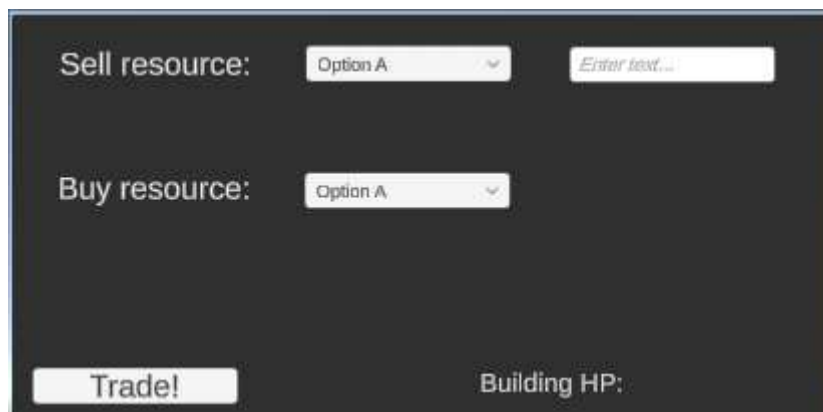 Sell resource: Option A Enter text...
Buy resource: Option A
Trade! Building HP: